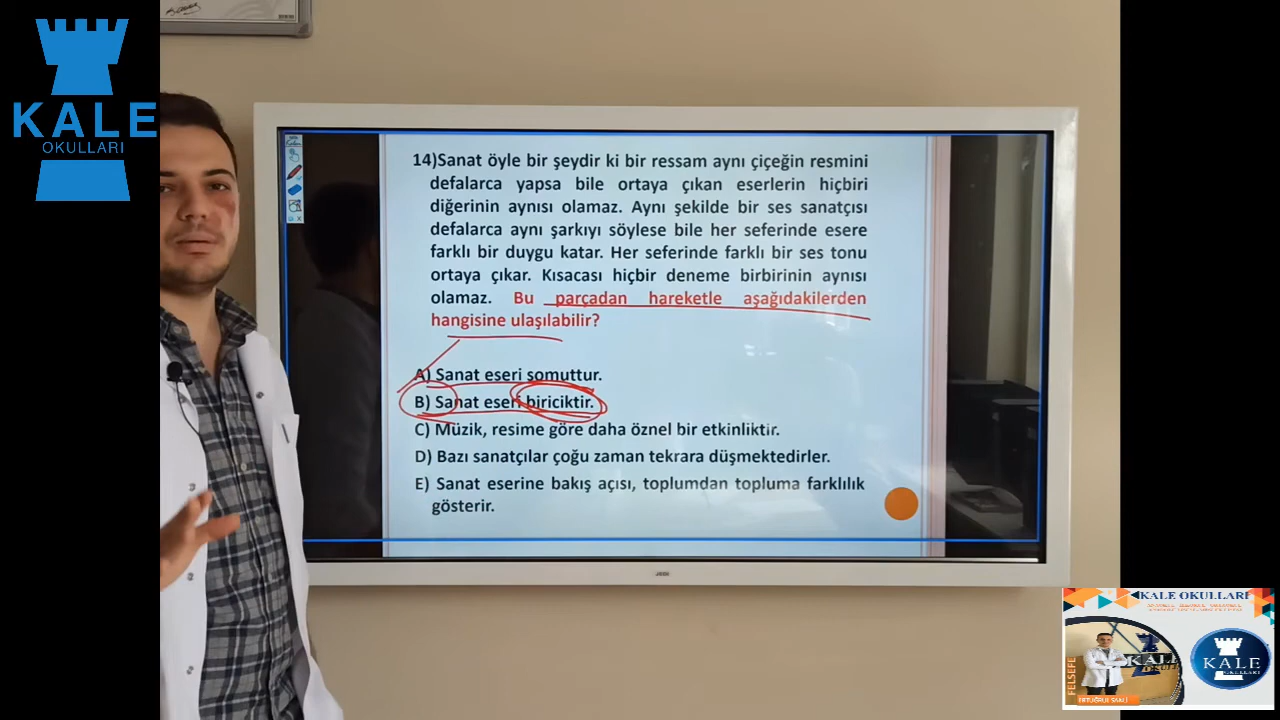 KALE
OKULLARI
14)Sanat öyle bir şeydir ki bir ressam aynı çiçeğin resmini
defalarca yapsa bile ortaya çıkan eserlerin hiçbiri
diğerinin aynısı olamaz. Aynı şekilde bir ses sanatçısı
defalarca aynı şarkıyı söylese bile her seferinde esere
farklı bir duygu katar. Her seferinde farklı bir ses tonu
ortaya çıkar. Kısacası hiçbir deneme birbirinin aynısı
olamaz. Bu parçadan hareketle aşağıdakilerden
hangisine ulaşılabilir?
A) Sanat eseri somuttur.
B) Sanat eseri biriciktir.
C) Müzik, resime göre daha öznel bir etkinliktir.
D) Bazı sanatçılar çoğu zaman tekrara düşmektedirler.
E) Sanat eserine bakış açısı, toplumdan topluma farklılık
gösterir.
KALE OKULLARI
FELSEFE
KALE
KALE
OKULLARI